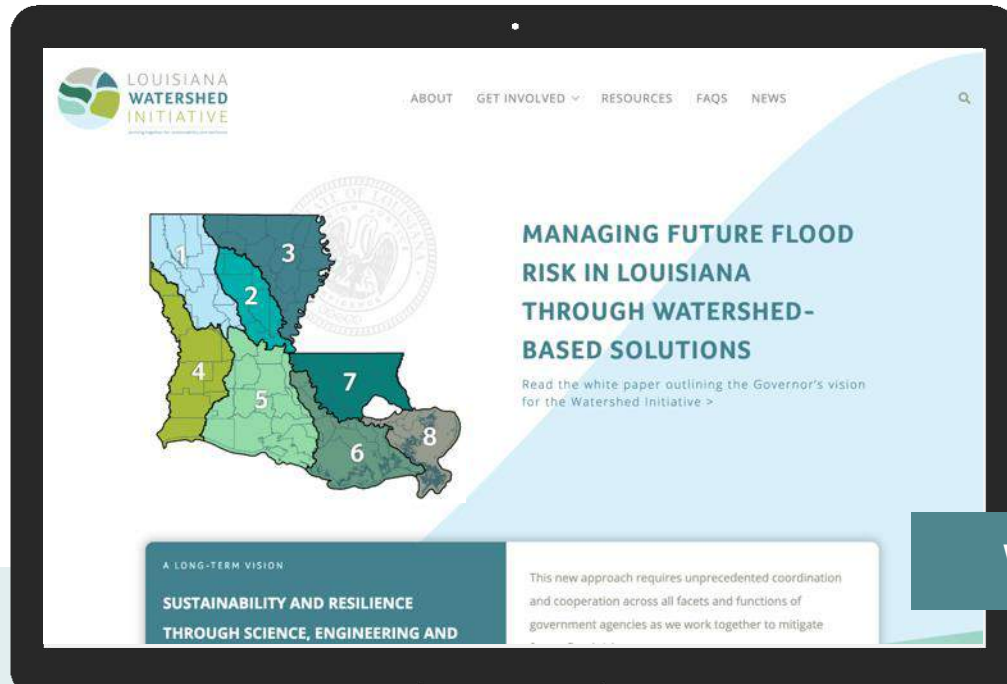 LOUISIANA
WATERSHED
INITIATIVE
ABOUT
GET INVOLVED
RESOURCES
FAQS
NEWS
STATE OF LOUISIANA
1
2
3
4
5
6
7
8
MANAGING FUTURE FLOOD
RISK IN LOUISIANA
THROUGH WATERSHED-
BASED SOLUTIONS
Read the white paper outlining the Governor's vision
for the Watershed Initiative >
A LONG-TERM VISION
SUSTAINABILITY AND RESILIENCE
THROUGH SCIENCE, ENGINEERING AND
This new approach requires unprecedented coordination
and cooperation across all facets and functions of
government agencies as we work together to mitigate